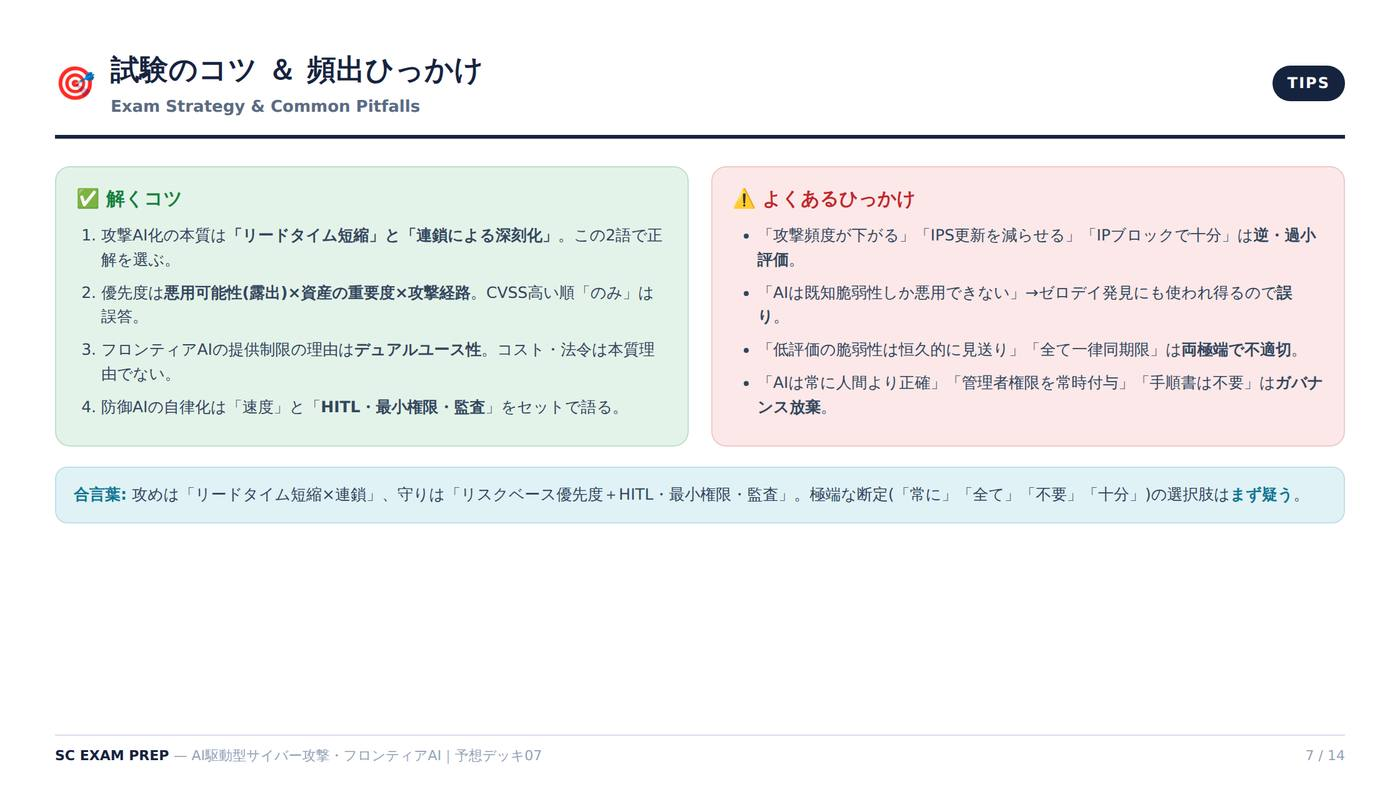 🎯 試験のコツ ＆ 頻出ひっかけ
Exam Strategy & Common Pitfalls
TIPS
✅ 解くコツ
1. 攻撃AI化の本質は「リードタイム短縮」と「連鎖による深刻化」。この2語で正
解を選ぶ。
2. 優先度は悪用可能性(露出)×資産の重要度×攻撃経路。CVSS高い順「のみ」は
誤答。
3. フロンティアAIの提供制限の理由はデュアルユース性。コスト・法令は本質理
由でない。
4. 防御AIの自律化は「速度」と「HITL・最小権限・監査」をセットで語る。
⚠️ よくあるひっかけ
• 「攻撃頻度が下がる」「IPS更新を減らせる」「IPブロックで十分」は逆・過小
評価。
• 「AIは既知脆弱性しか悪用できない」→ゼロデイ発見にも使われ得るので誤
り。
• 「低評価の脆弱性は恒久的に見送り」「全て一律同期限」は両極端で不適切。
• 「AIは常に人間より正確」「管理者権限を常時付与」「手順書は不要」はガバナ
ンス放棄。
合言葉: 攻めは「リードタイム短縮×連鎖」、守りは「リスクベース優先度＋HITL・最小権限・監査」。極端な断定(「常に」「全て」「不要」「十分」)の選択肢はまず疑う。
SC EXAM PREP — AI駆動型サイバー攻撃・フロンティアAI｜予想デッキ07
7 / 14